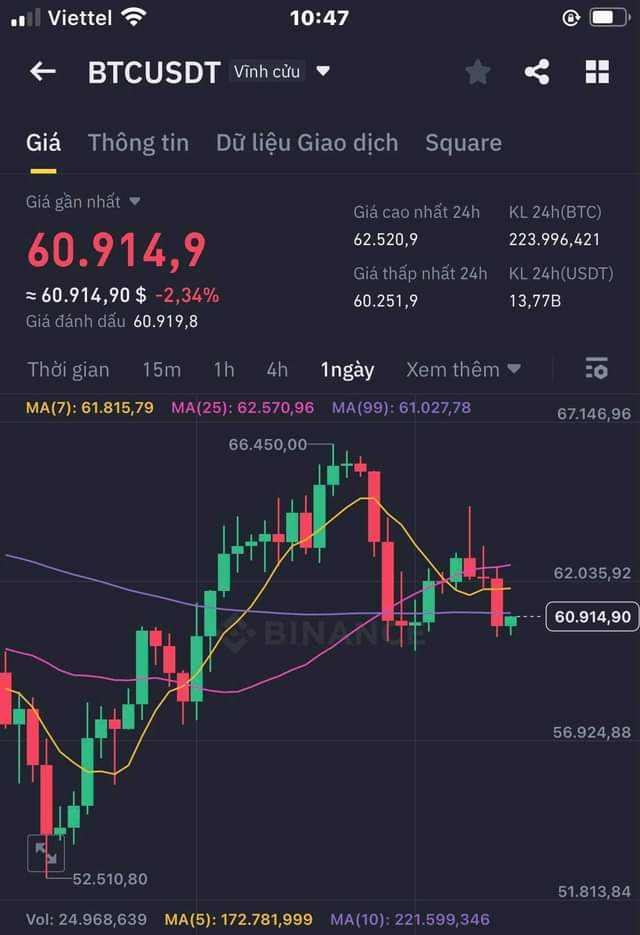 Viettel 10:47
BTCUSDT Vĩnh cửu
Giá Thông tin Dữ liệu Giao dịch Square
Giá gần nhất
60.914,9
≈ 60.914,90 $ -2,34%
Giá đánh dấu 60.919,8
Giá cao nhất 24h KL 24h(BTC)
62.520,9 223.996,421
Giá thấp nhất 24h KL 24h(USDT)
60.251,9 13,77B
Thời gian 15m 1h 4h 1ngày Xem thêm
MA(7): 61.815,79 MA(25): 62.570,96 MA(99): 61.027,78
67.146,96
66.450,00
62.035,92
60.914,90
BINANCE
56.924,88
52.510,80
51.813,84
Vol: 24.968,639 MA(5): 172.781,999 MA(10): 221.599,346